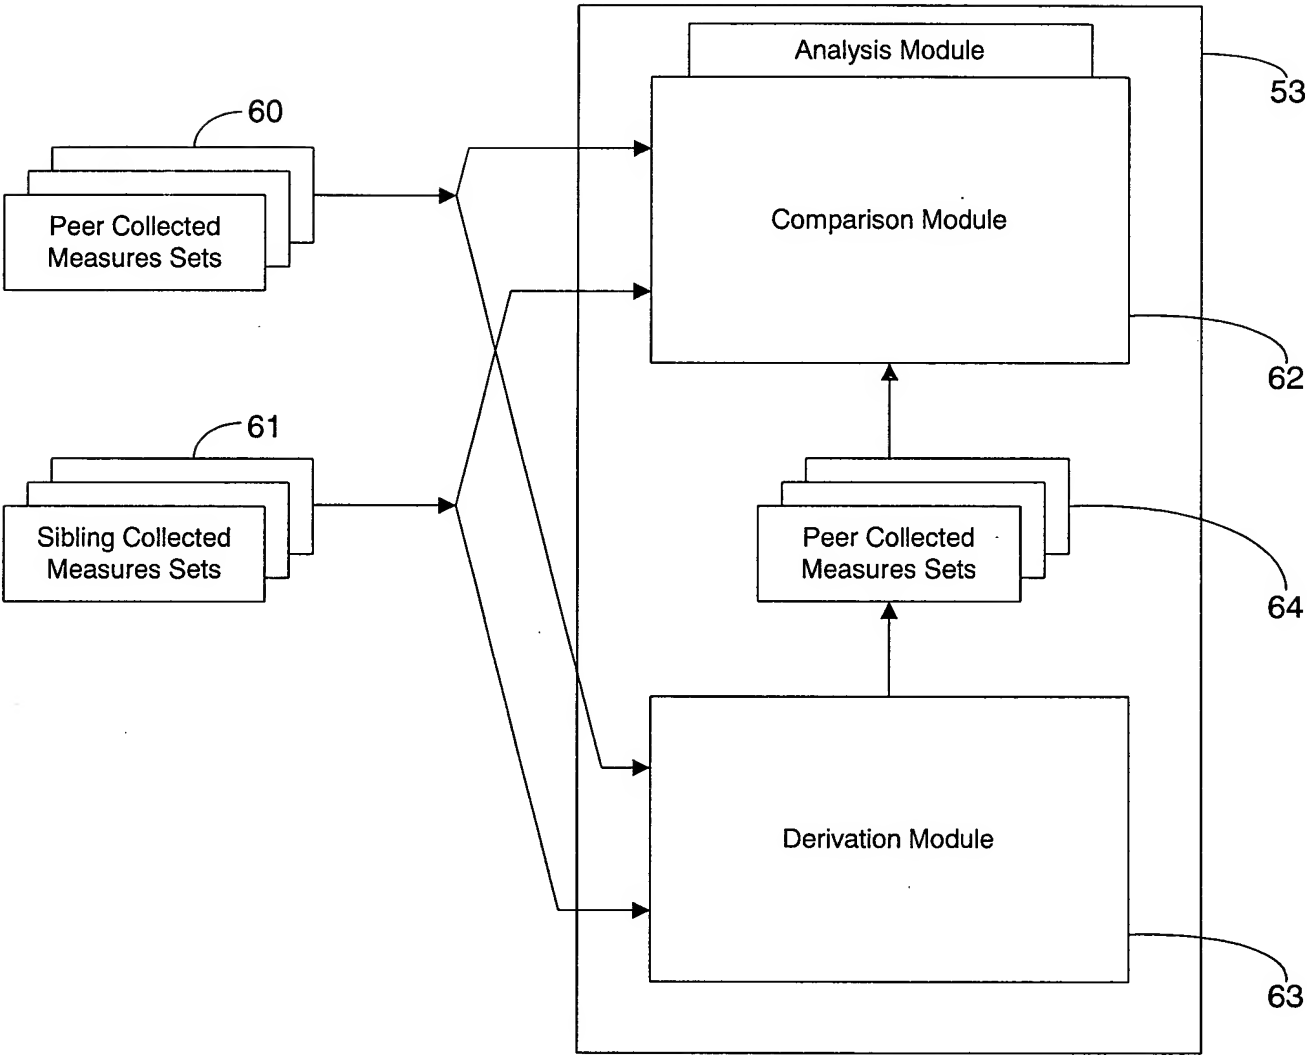 Analysis Module
53
60
Peer Collected
Measures Sets
Comparison Module
62
61
Sibling Collected
Measures Sets
Peer Collected
Measures Sets
64
Derivation Module
63